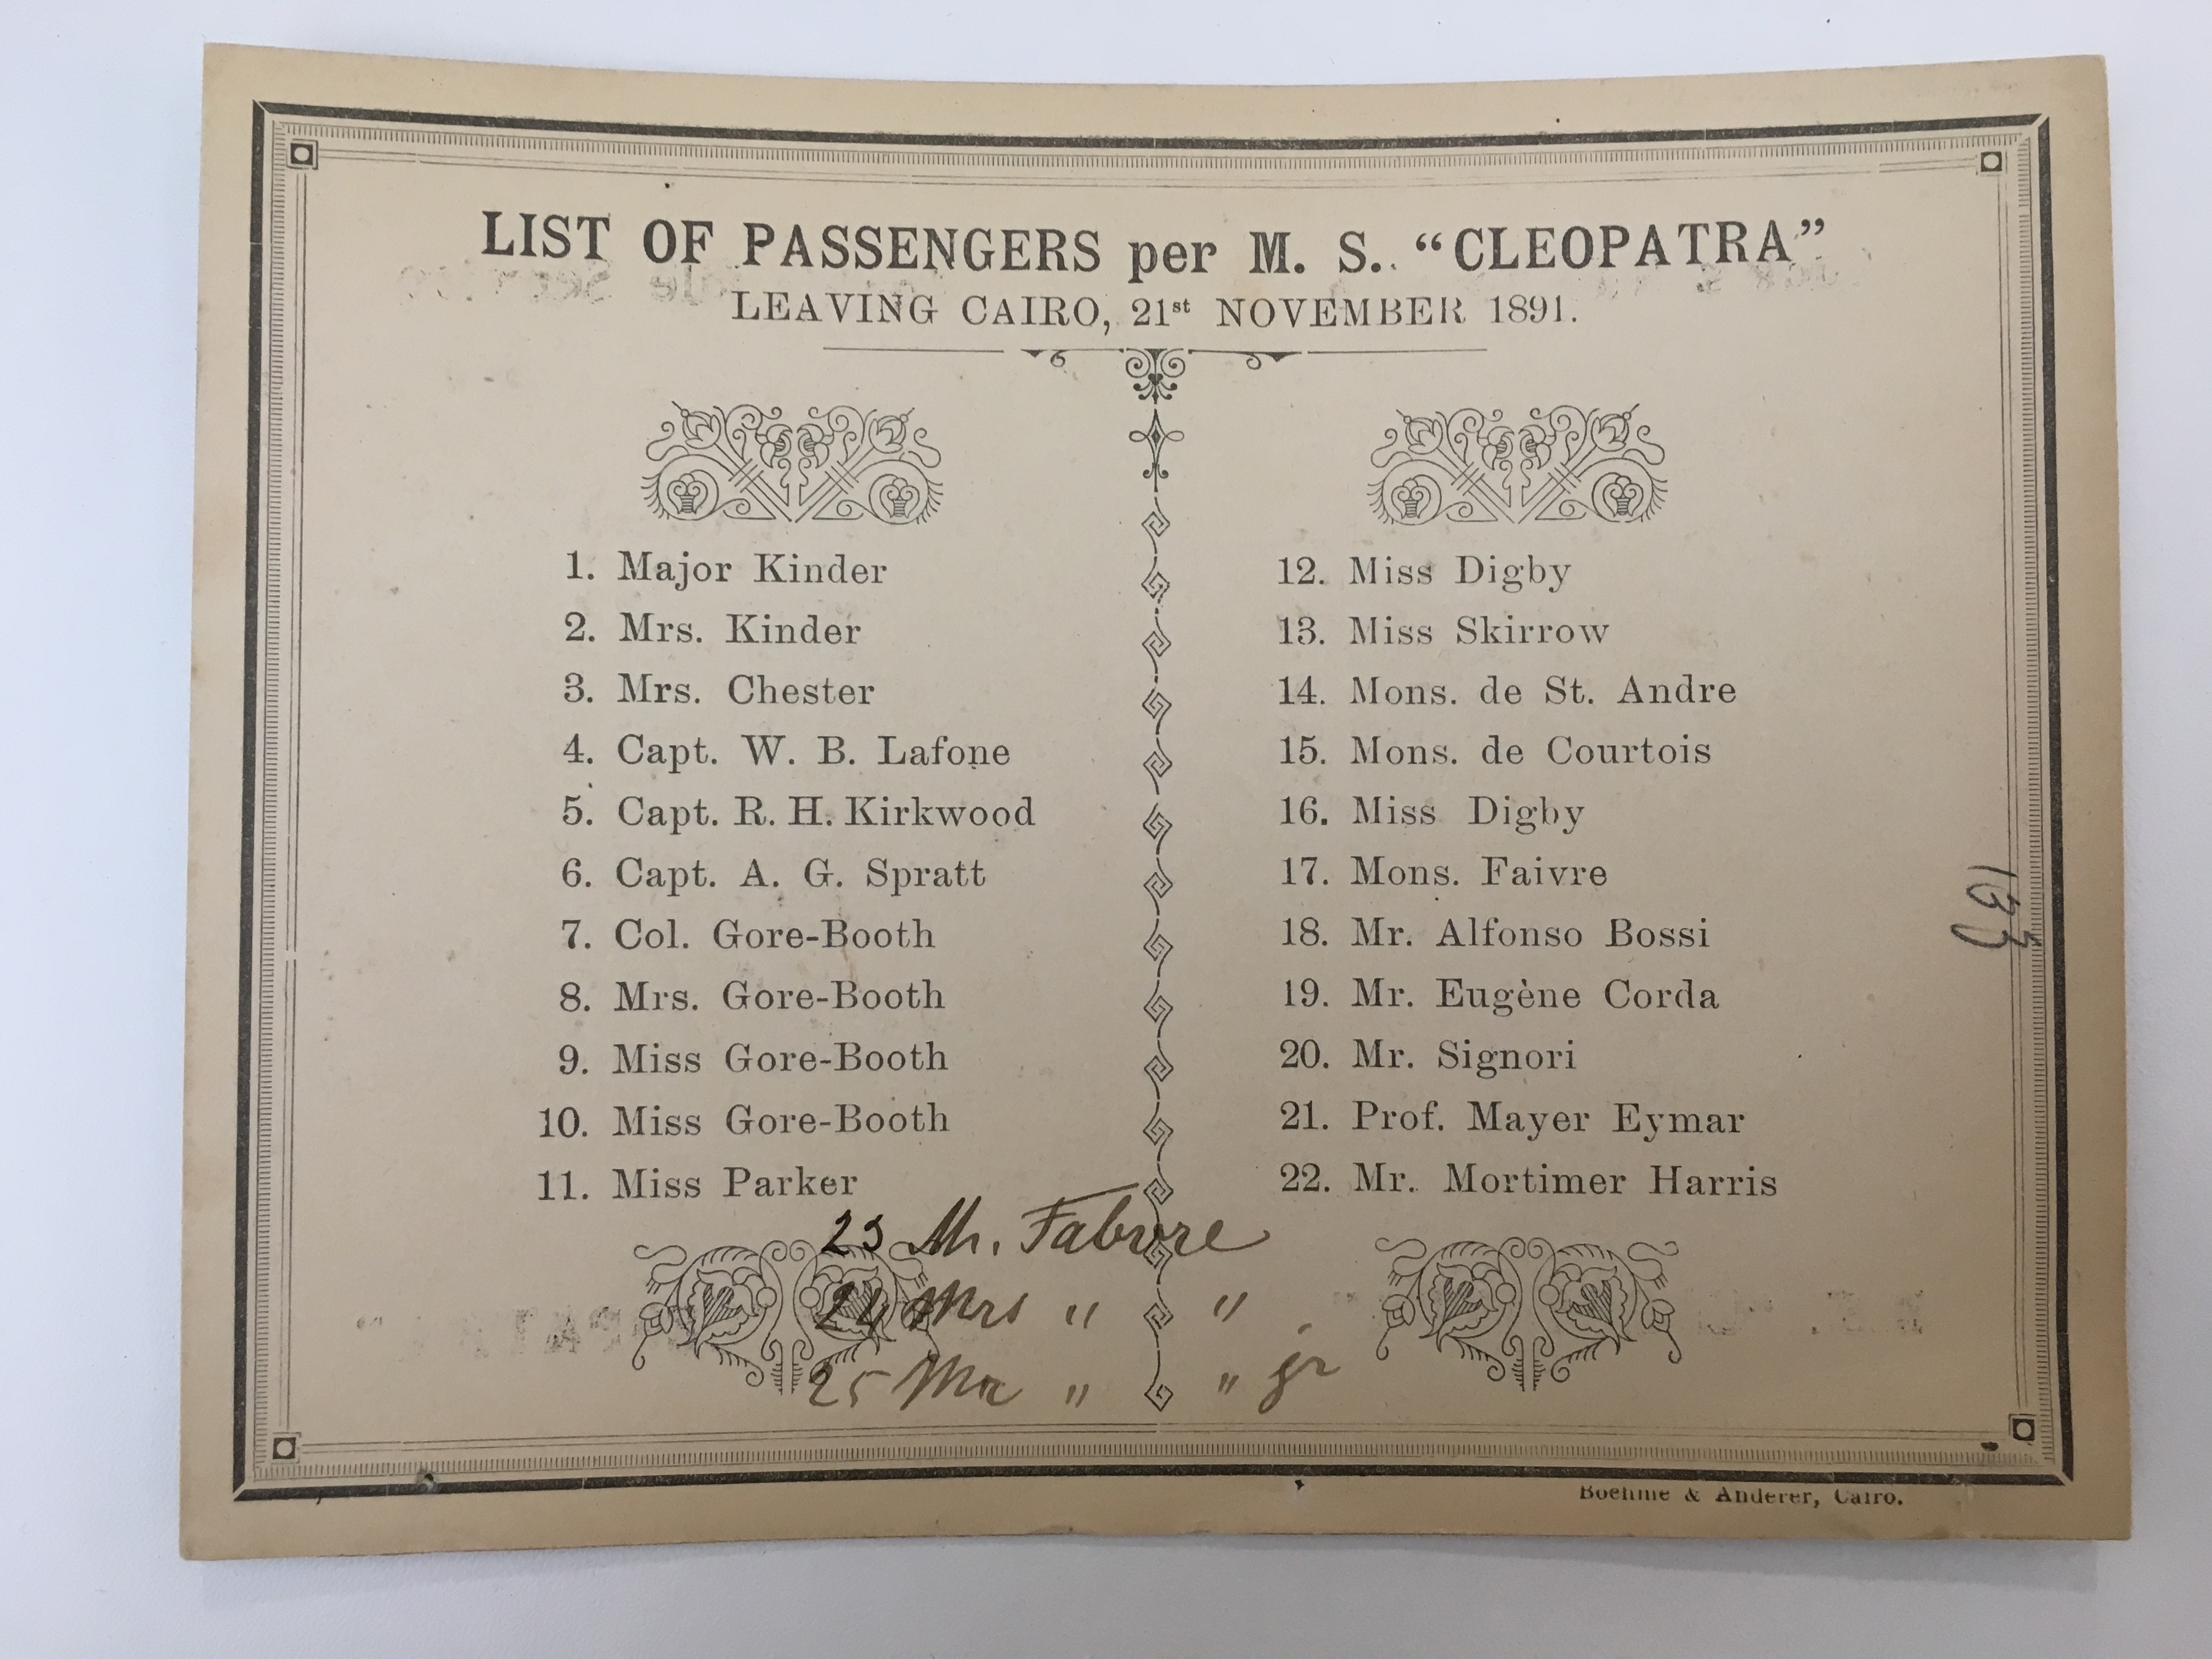 LIST OF PASSENGERS per M. S. “CLEOPATRA”
LEAVING CAIRO, 21st NOVEMBER 1891.
1. Major Kinder
2. Mrs. Kinder
3. Mrs. Chester
4. Capt. W. B. Lafone
5. Capt. R. H. Kirkwood
6. Capt. A. G. Spratt
7. Col. Gore-Booth
8. Mrs. Gore-Booth
9. Miss Gore-Booth
10. Miss Gore-Booth
11. Miss Parker
12. Miss Digby
13. Miss Skirrow
14. Mons. de St. Andre
15. Mons. de Courtois
16. Miss Digby
17. Mons. Faivre
18. Mr. Alfonso Bossi
19. Mr. Eugène Corda
20. Mr. Signori
21. Prof. Mayer Eymar
22. Mr. Mortimer Harris
23 Mr. Fabvre
24 Mrs " "
25 Mr " " jr
Boehme & Anderer, Cairo.